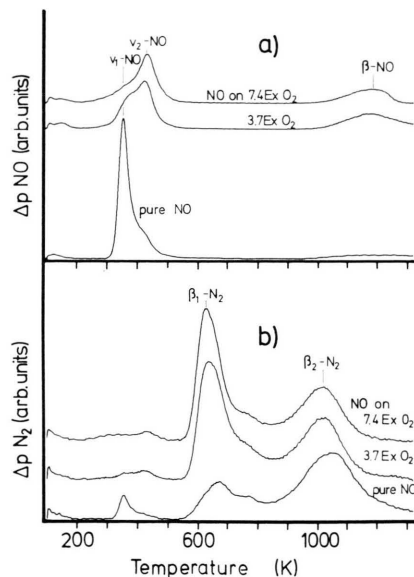 ν₂-NO
ν₁-NO
a)
β-NO
NO on 7.4Ex O₂
3.7Ex O₂
pure NO
Δp NO (arb.units)
β₁-N₂
b)
β₂-N₂
NO on
7.4Ex O₂
3.7Ex O₂
pure NO
Δp N₂ (arb.units)
200 400 600 800 1000
Temperature (K)